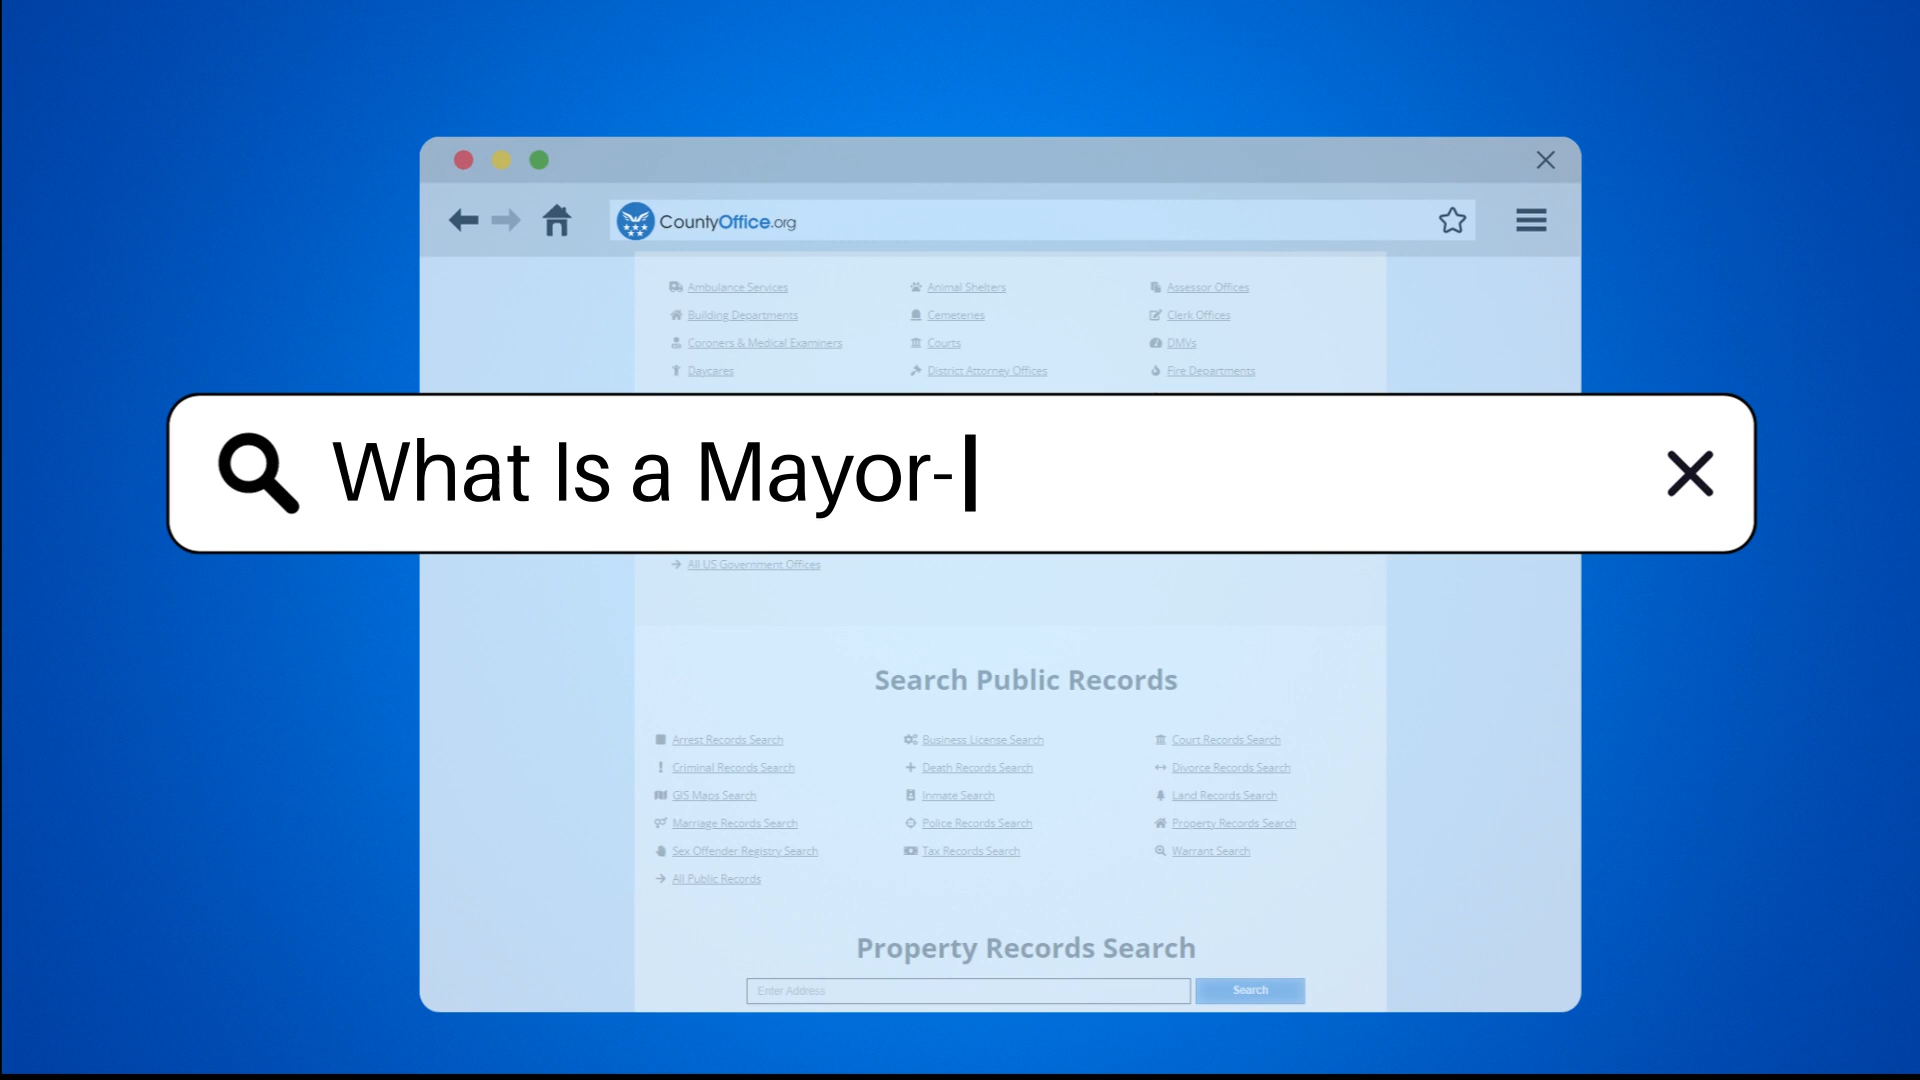 CountyOffice.org
Ambulance Services Animal Shelters Assessor Offices
Building Departments Cemeteries Clerk Offices
Coroners & Medical Examiners Courts DMVs
Daycares District Attorney Offices Fire Departments
What Is a Mayor-
All US Government Offices
Search Public Records
Arrest Records Search Business License Search Court Records Search
Criminal Records Search Death Records Search Divorce Records Search
GIS Maps Search Inmate Search Land Records Search
Marriage Records Search Police Records Search Property Records Search
Sex Offender Registry Search Tax Records Search Warrant Search
All Public Records
Property Records Search
Enter Address Search